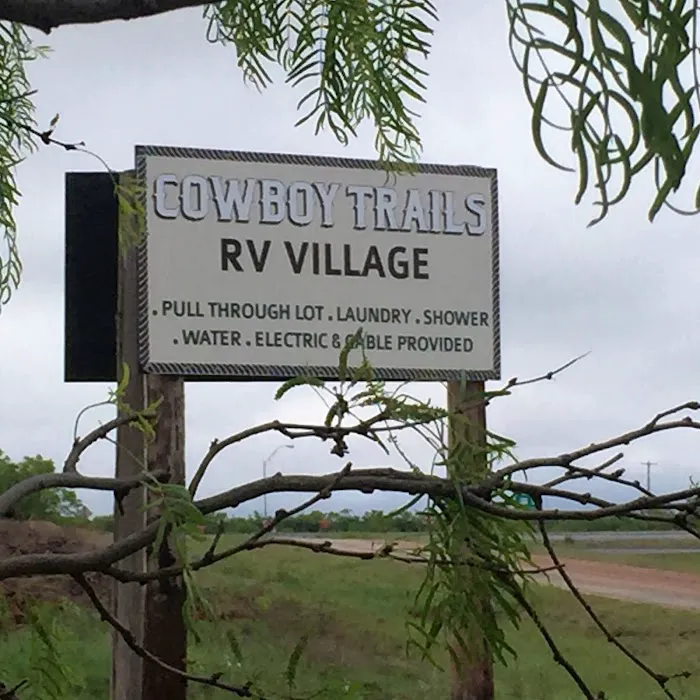 COWBOY TRAILS
RV VILLAGE
. PULL THROUGH LOT . LAUNDRY . SHOWER
. WATER . ELECTRIC & CABLE PROVIDED